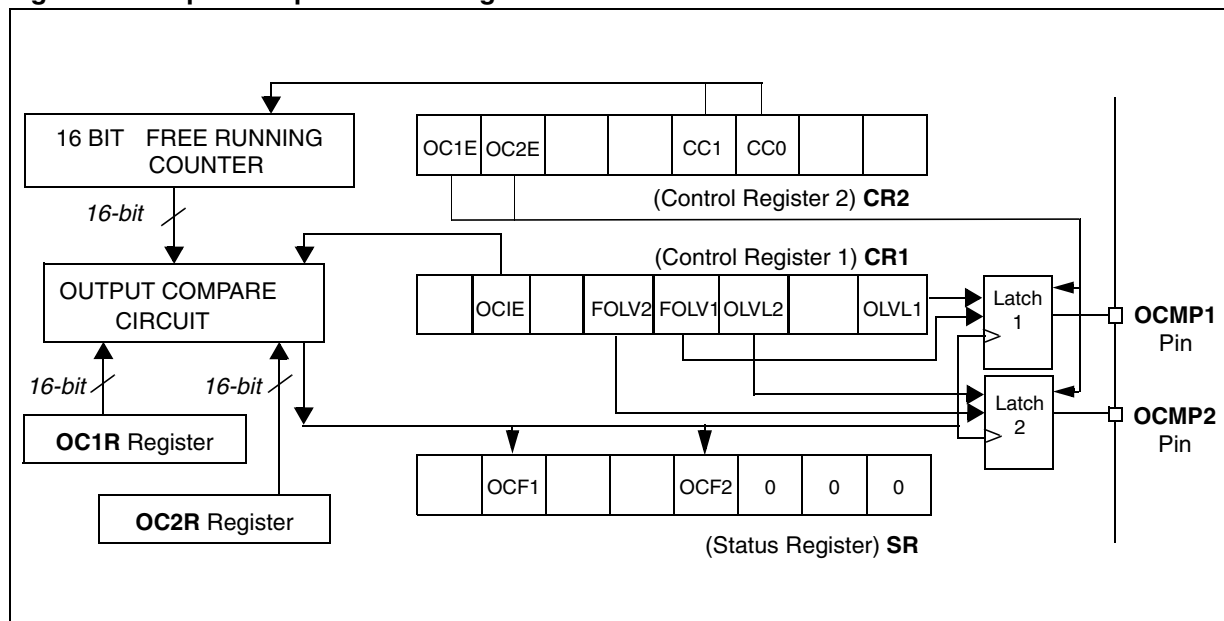 16 BIT FREE RUNNING
COUNTER
OC1E OC2E CC1 CC0
(Control Register 2) CR2
16-bit
(Control Register 1) CR1
OUTPUT COMPARE
CIRCUIT
OCIE FOLV2 FOLV1 OLVL2 OLVL1
Latch
1
OCMP1
Pin
16-bit
16-bit
Latch
2
OCMP2
Pin
OC1R Register
OCF1 OCF2 0 0 0
OC2R Register
(Status Register) SR